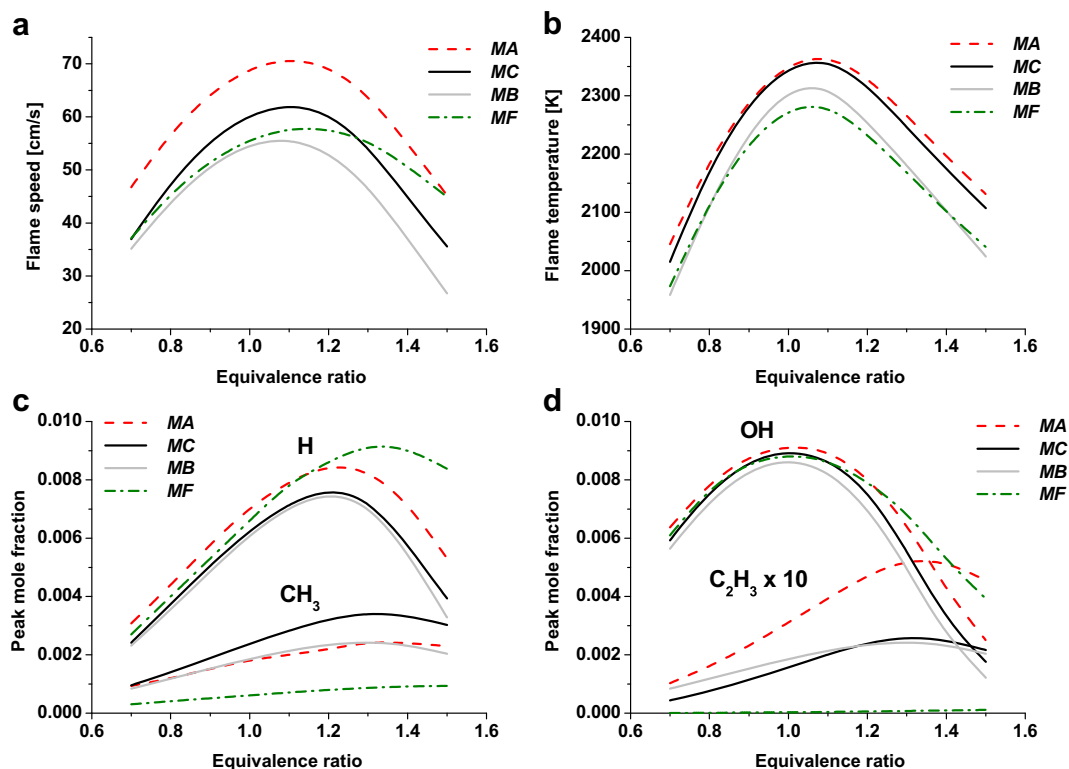 a
Flame speed [cm/s]
70
60
50
40
30
20
0.6 0.8 1.0 1.2 1.4 1.6
Equivalence ratio
MA
MC
MB
MF
b
Flame temperature [K]
2400
2300
2200
2100
2000
1900
0.6 0.8 1.0 1.2 1.4 1.6
Equivalence ratio
MA
MC
MB
MF
c
Peak mole fraction
0.010
0.008
0.006
0.004
0.002
0.000
0.6 0.8 1.0 1.2 1.4 1.6
Equivalence ratio
MA
MC
MB
MF
H
CH3
d
Peak mole fraction
0.010
0.008
0.006
0.004
0.002
0.000
0.6 0.8 1.0 1.2 1.4 1.6
Equivalence ratio
OH
C2H3 x 10
MA
MC
MB
MF